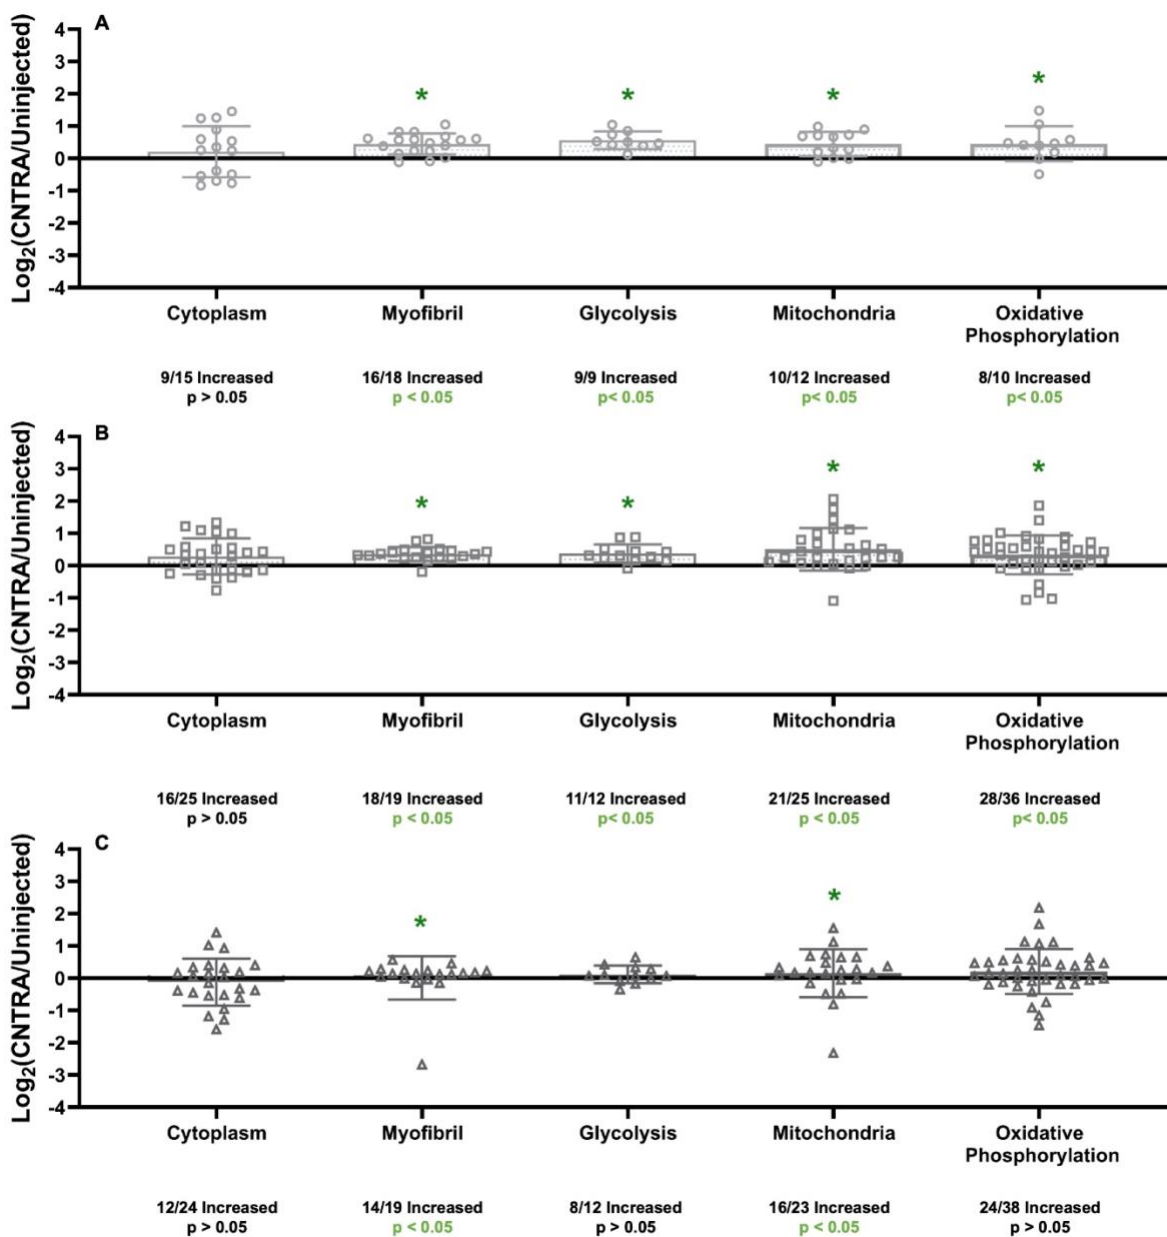 A
Log2(CNTRA/Uninjected)
4
3
2
1
0
-1
-2
-3
-4
* * * *
Cytoplasm Myofibril Glycolysis Mitochondria Oxidative
Phosphorylation
9/15 Increased 16/18 Increased 9/9 Increased 10/12 Increased 8/10 Increased
p > 0.05 p < 0.05 p< 0.05 p < 0.05 p< 0.05
B
Log2(CNTRA/Uninjected)
4
3
2
1
0
-1
-2
-3
-4
* * * *
Cytoplasm Myofibril Glycolysis Mitochondria Oxidative
Phosphorylation
16/25 Increased 18/19 Increased 11/12 Increased 21/25 Increased 28/36 Increased
p > 0.05 p < 0.05 p< 0.05 p < 0.05 p< 0.05
C
Log2(CNTRA/Uninjected)
4
3
2
1
0
-1
-2
-3
-4
* *
Cytoplasm Myofibril Glycolysis Mitochondria Oxidative
Phosphorylation
12/24 Increased 14/19 Increased 8/12 Increased 16/23 Increased 24/38 Increased
p > 0.05 p < 0.05 p > 0.05 p < 0.05 p > 0.05